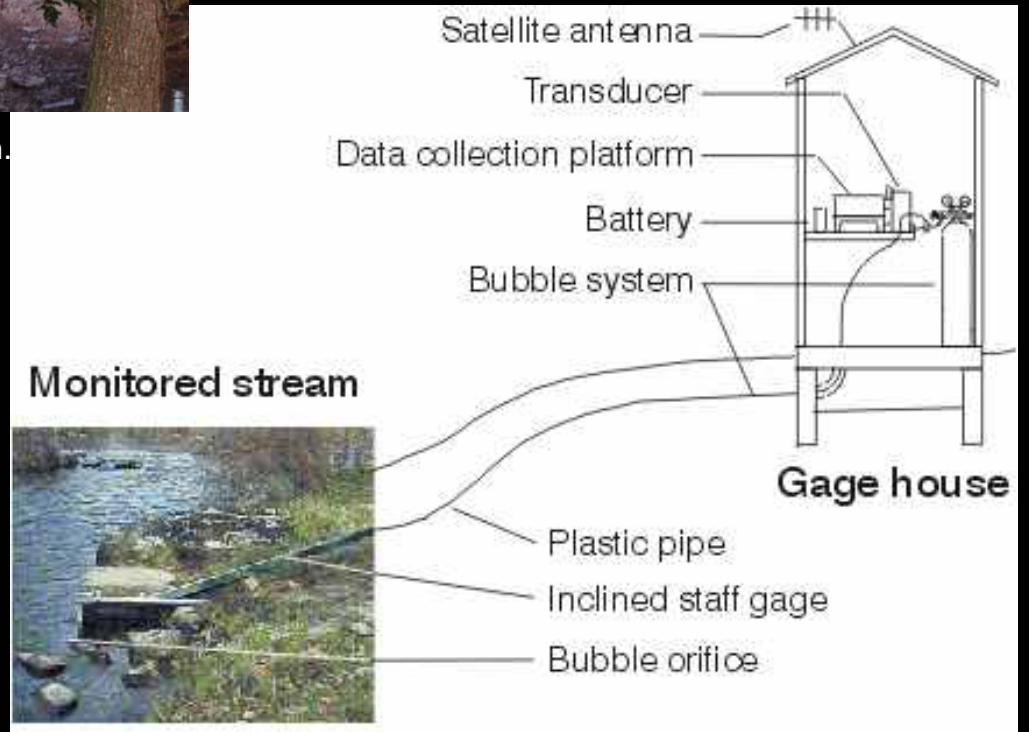 Satellite antenna
Transducer
Data collection platform
Battery
Bubble system
Monitored stream
Gage house
Plastic pipe
Inclined staff gage
Bubble orifice